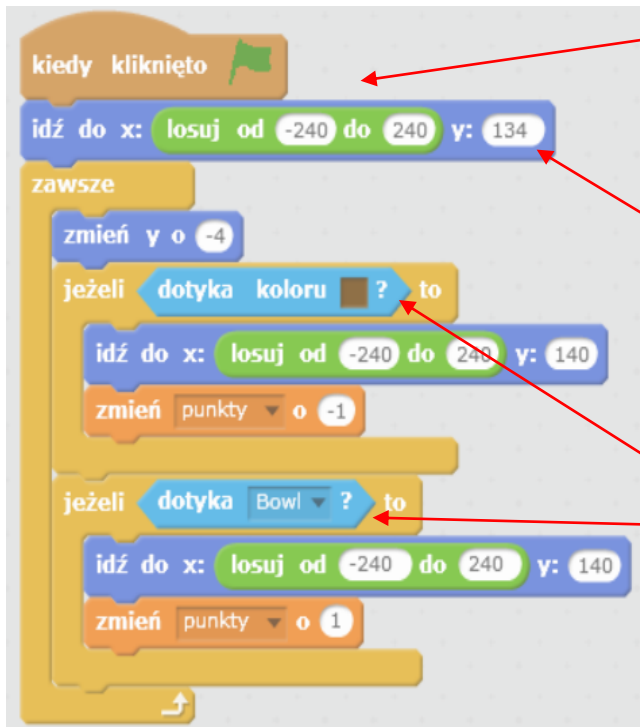 kiedy kliknięto
idź do x: losuj od -240 do 240 y: 134
zawsze
zmień y o -4
jeżeli dotyka koloru ? to
idź do x: losuj od -240 do 240 y: 140
zmień punkty o -1
jeżeli dotyka Bowl ? to
idź do x: losuj od -240 do 240 y: 140
zmień punkty o 1